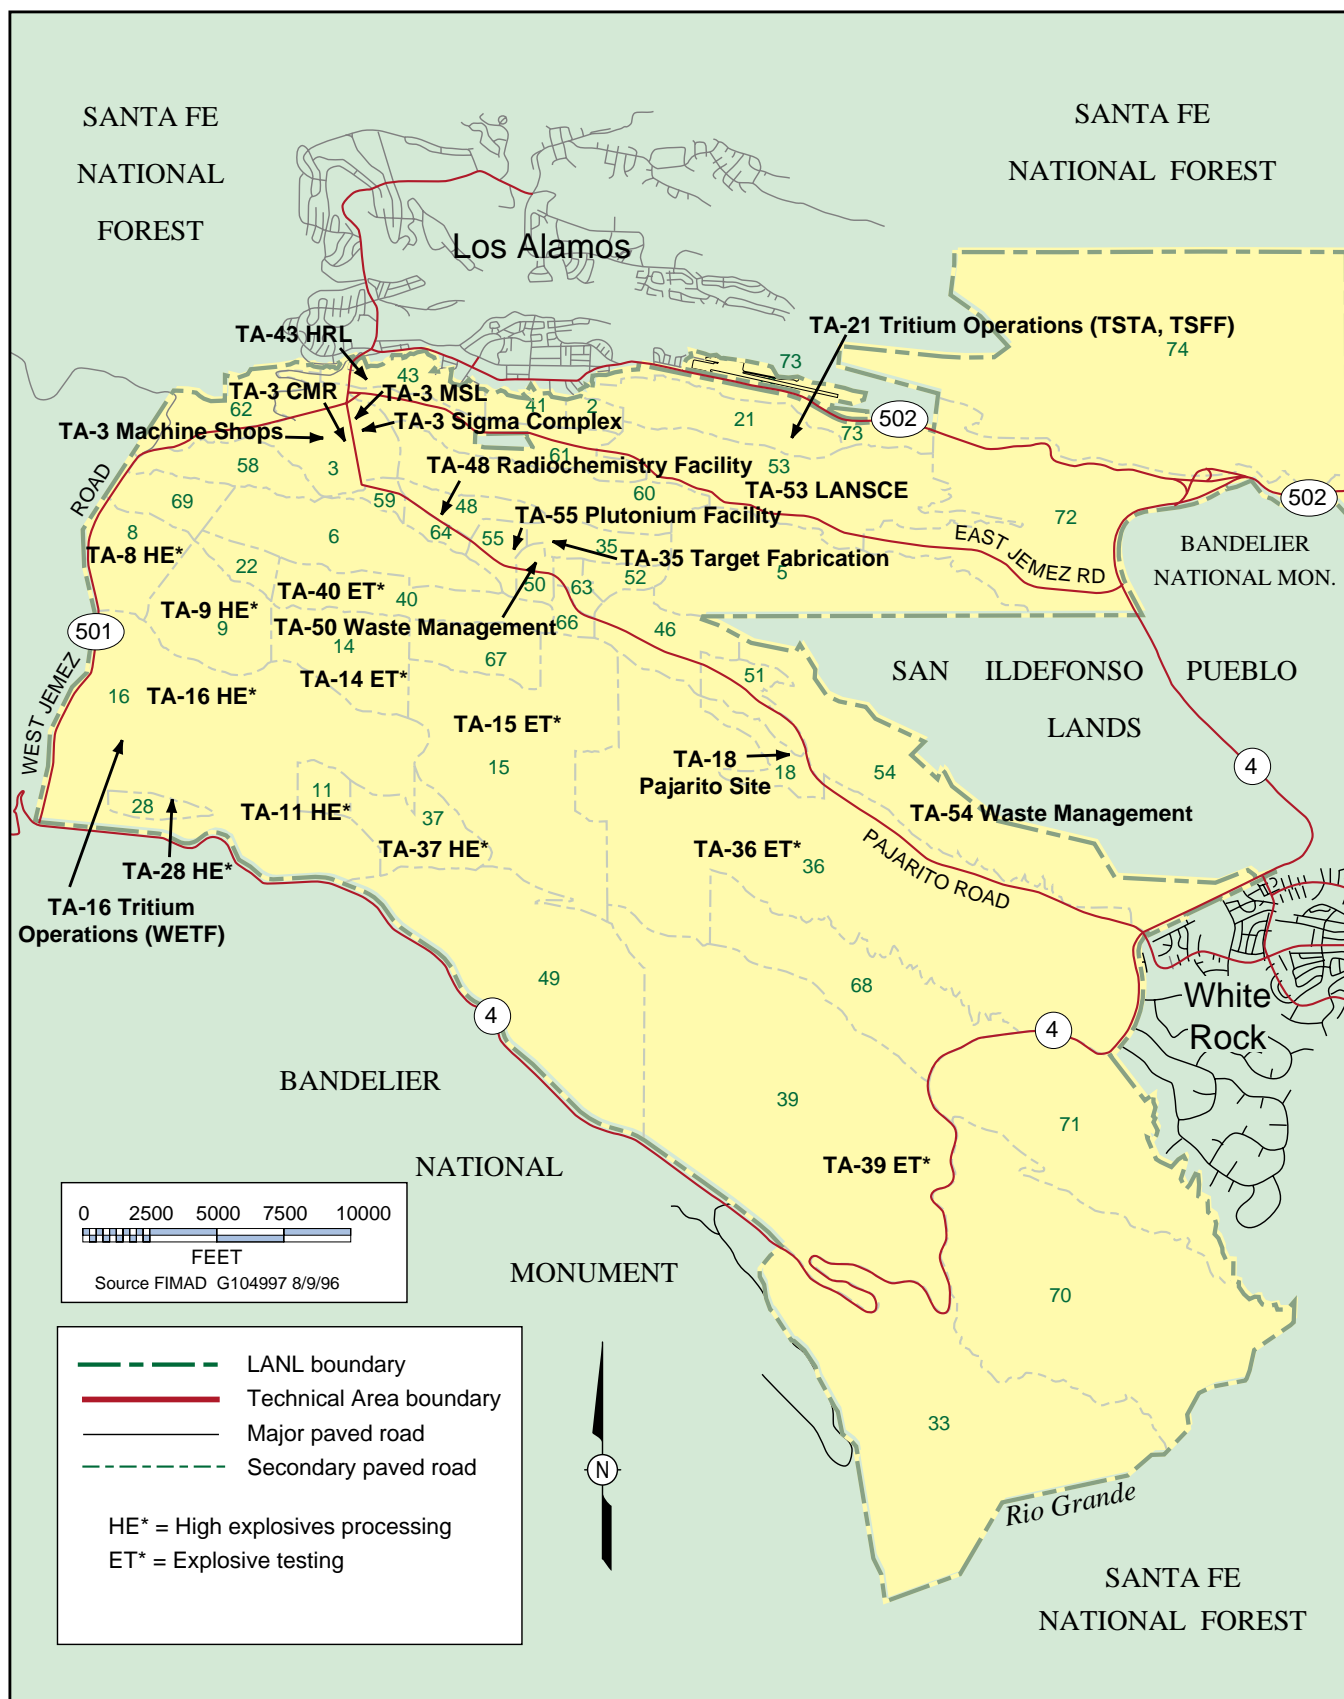 SANTA FE
NATIONAL
FOREST
SANTA FE
NATIONAL FOREST
Los Alamos
TA-43 HRL
TA-21 Tritium Operations (TSTA, TSFF)
74
73
43
TA-3 CMR
TA-3 MSL
62
41
2
21
502
73
TA-3 Sigma Complex
TA-3 Machine Shops
58
3
61
53
TA-48 Radiochemistry Facility
TA-53 LANSCE
502
ROAD
69
59
48
60
72
TA-55 Plutonium Facility
8
6
64
55
35
EAST JEMEZ RD
BANDELIER
NATIONAL MON.
TA-8 HE*
TA-35 Target Fabrication
22
TA-40 ET*
40
50
63
52
5
TA-9 HE*
9
TA-50 Waste Management
66
46
501
14
67
TA-14 ET*
51
SAN ILDEFONSO PUEBLO
LANDS
WEST JEMEZ
16
TA-16 HE*
TA-15 ET*
15
TA-18
Pajarito Site
18
54
4
28
11
TA-11 HE*
37
TA-37 HE*
TA-54 Waste Management
TA-36 ET*
36
PAJARITO ROAD
TA-28 HE*
TA-16 Tritium
Operations (WETF)
49
68
White
Rock
4
4
BANDELIER
39
71
NATIONAL
TA-39 ET*
MONUMENT
70
33
0 2500 5000 7500 10000
FEET
Source FIMAD G104997 8/9/96
LANL boundary
Technical Area boundary
Major paved road
Secondary paved road
HE* = High explosives processing
ET* = Explosive testing
N
Rio Grande
SANTA FE
NATIONAL FOREST